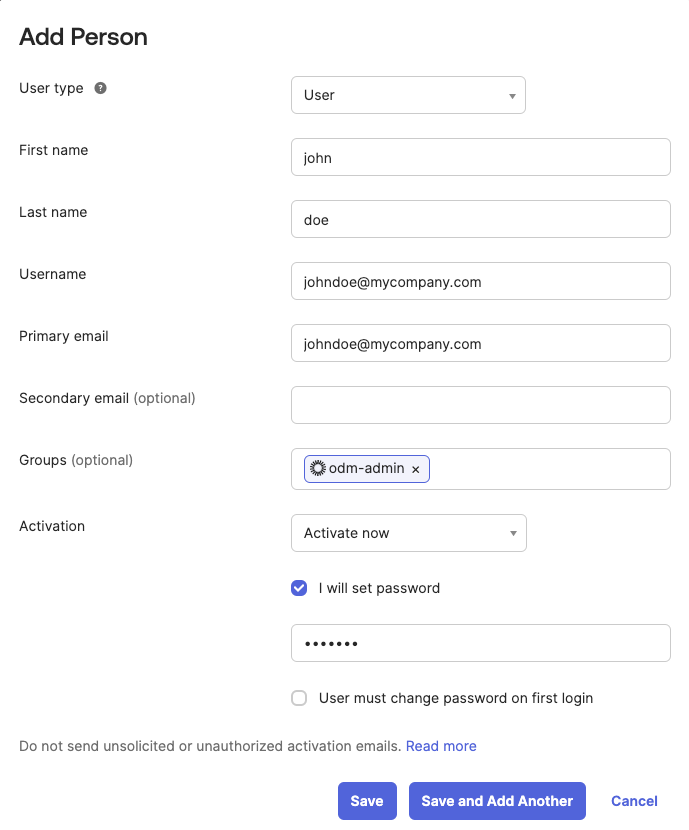 Add Person
User type ?
User
First name
john
Last name
doe
Username
johndoe@mycompany.com
Primary email
johndoe@mycompany.com
Secondary email (optional)
Groups (optional)
odm-admin ×
Activation
Activate now
I will set password
•••••••
User must change password on first login
Do not send unsolicited or unauthorized activation emails. Read more
Save Save and Add Another Cancel